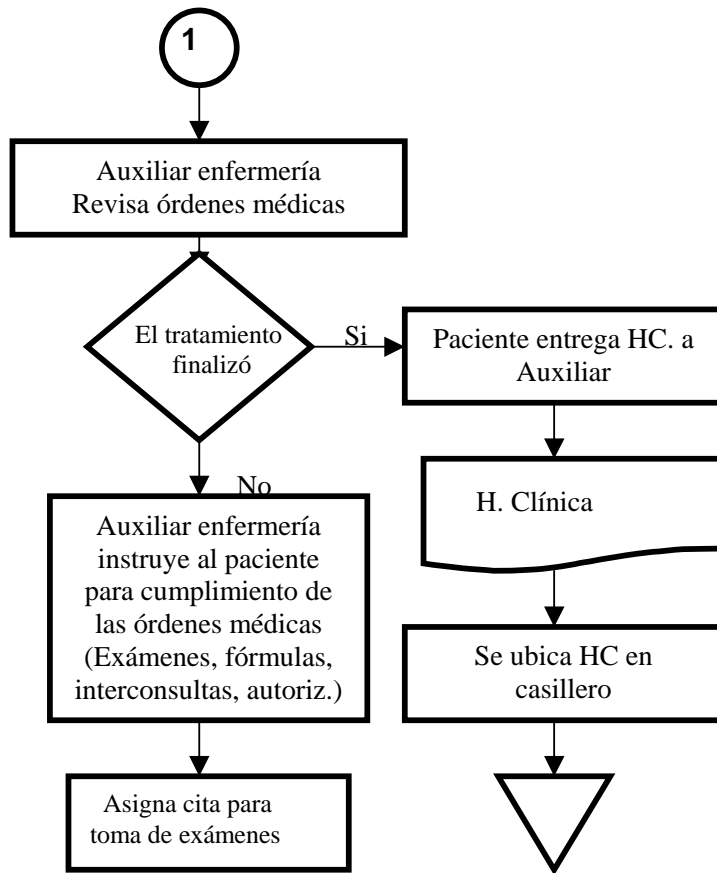 1
Auxiliar enfermería
Revisa órdenes médicas
El tratamiento
finalizó
Si
Paciente entrega HC. a
Auxiliar
H. Clínica
Se ubica HC en
casillero
No
Auxiliar enfermería
instruye al paciente
para cumplimiento de
las órdenes médicas
(Exámenes, fórmulas,
interconsultas, autoriz.)
Asigna cita para
toma de exámenes